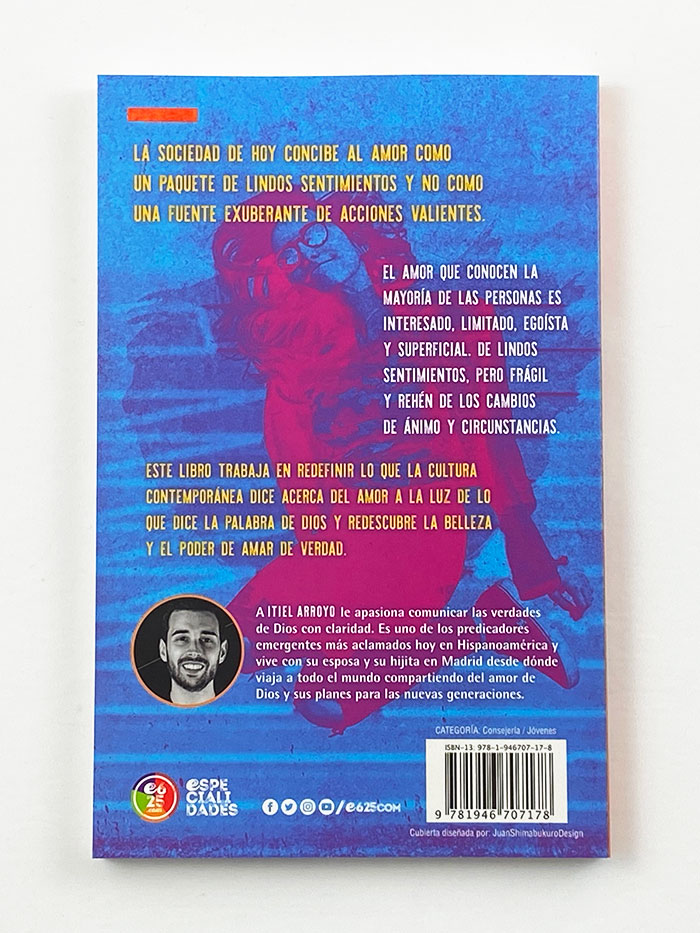 LA SOCIEDAD DE HOY CONCIBE AL AMOR COMO
UN PAQUETE DE LINDOS SENTIMIENTOS Y NO COMO
UNA FUENTE EXUBERANTE DE ACCIONES VALIENTES.
EL AMOR QUE CONOCEN LA
MAYORÍA DE LAS PERSONAS ES
INTERESADO, LIMITADO, EGOÍSTA
Y SUPERFICIAL. DE LINDOS
SENTIMIENTOS, PERO FRÁGIL
Y REHÉN DE LOS CAMBIOS
DE ÁNIMO Y CIRCUNSTANCIAS.
ESTE LIBRO TRABAJA EN REDEFINIR LO QUE LA CULTURA
CONTEMPORÁNEA DICE ACERCA DEL AMOR A LA LUZ DE LO
QUE DICE LA PALABRA DE DIOS Y REDESCUBRE LA BELLEZA
Y EL PODER DE AMAR DE VERDAD.
A ITIEL ARROYO le apasiona comunicar las verdades
de Dios con claridad. Es uno de los predicadores
emergentes más aclamados hoy en Hispanoamérica y
vive con su esposa y su hijita en Madrid desde dónde
viaja a todo el mundo compartiendo del amor de
Dios y sus planes para las nuevas generaciones.
CATEGORÍA: Consejería / Jóvenes
ISBN-13: 978-1-946707-17-8
9 781946 707178
Cubierta diseñada por: JuanShimabukuroDesign
e625
ESPECIALIDADES
/e625COM